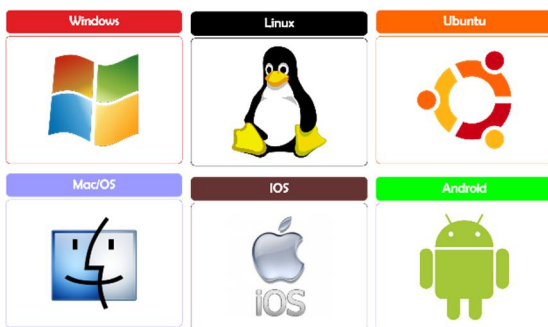 Windows
Linux
Ubuntu
Mac/OS
IOS
Android
iOS